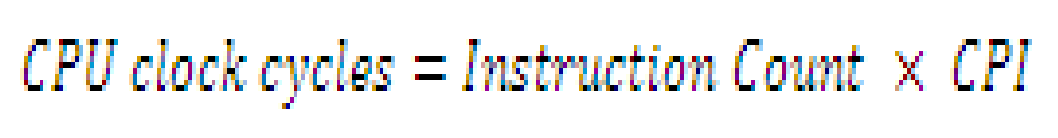 CPU clock cycles = Instruction Count × CPI